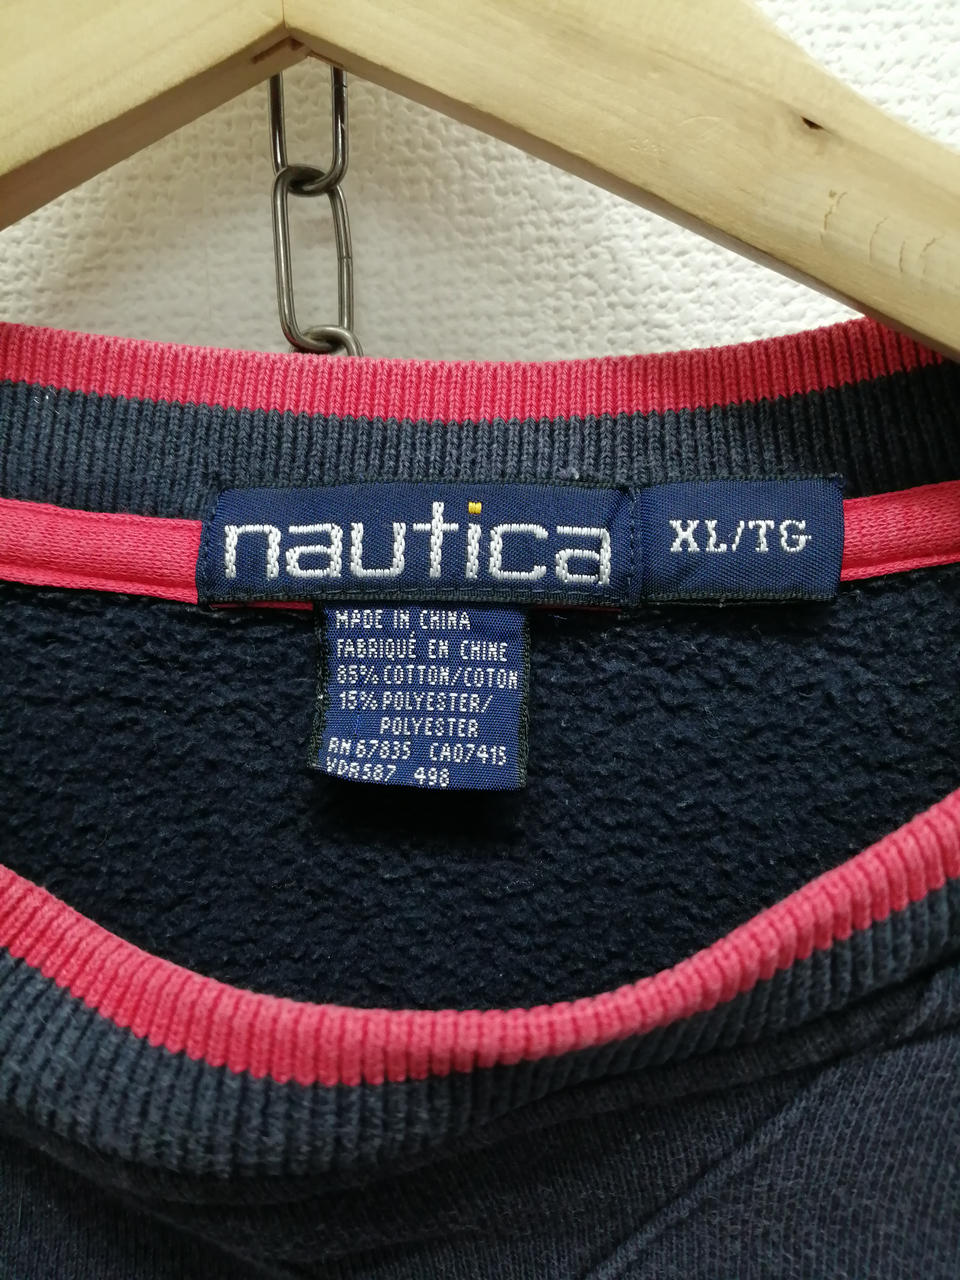 nautica
XL/TG
MADE IN CHINA
FABRIQUÉ EN CHINE
85% COTTON/COTON
15% POLYESTER/
POLYESTER
RN 67835 CA07415
VDR587 498